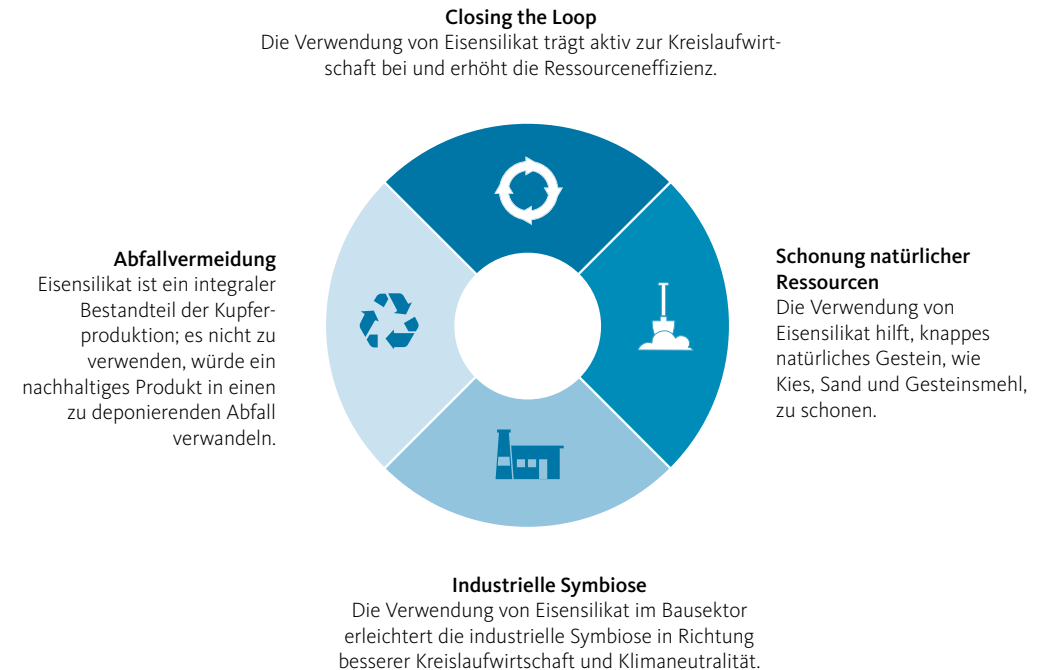 Closing the Loop
Die Verwendung von Eisensilikat trägt aktiv zur Kreislaufwirt-
schaft bei und erhöht die Ressourceneffizienz.
Abfallvermeidung
Eisensilikat ist ein integraler
Bestandteil der Kupfer-
produktion; es nicht zu
verwenden, würde ein
nachhaltiges Produkt in einen
zu deponierenden Abfall
verwandeln.
Schonung natürlicher
Ressourcen
Die Verwendung von
Eisensilikat hilft, knappes
natürliches Gestein, wie
Kies, Sand und Gesteinsmehl,
zu schonen.
Industrielle Symbiose
Die Verwendung von Eisensilikat im Bausektor
erleichtert die industrielle Symbiose in Richtung
besserer Kreislaufwirtschaft und Klimaneutralität.